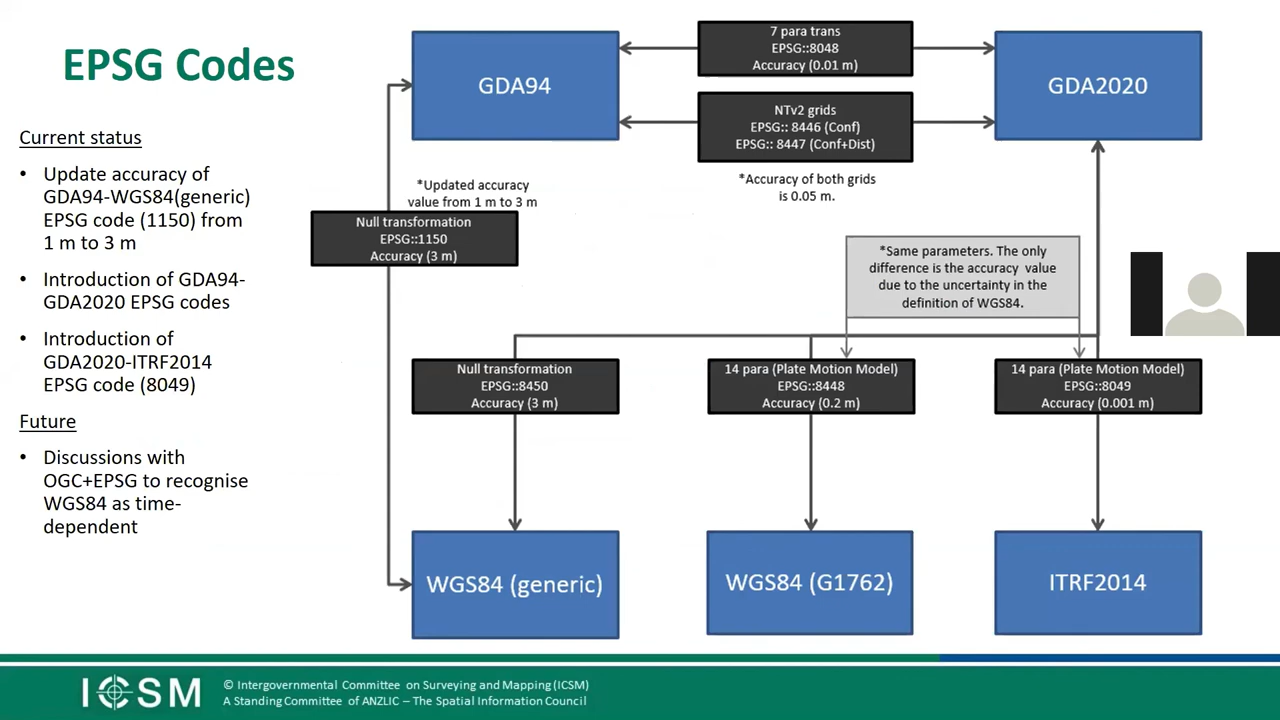 EPSG Codes
Current status
• Update accuracy of
GDA94-WGS84(generic)
EPSG code (1150) from
1 m to 3 m
• Introduction of GDA94-
GDA2020 EPSG codes
• Introduction of
GDA2020-ITRF2014
EPSG code (8049)
Future
• Discussions with
OGC+EPSG to recognise
WGS84 as time-
dependent
GDA94
7 para trans
EPSG::8048
Accuracy (0.01 m)
GDA2020
NTv2 grids
EPSG:: 8446 (Conf)
EPSG:: 8447 (Conf+Dist)
*Accuracy of both grids
is 0.05 m.
*Updated accuracy
value from 1 m to 3 m
Null transformation
EPSG::1150
Accuracy (3 m)
*Same parameters. The only
difference is the accuracy value
due to the uncertainty in the
definition of WGS84.
Null transformation
EPSG::8450
Accuracy (3 m)
14 para (Plate Motion Model)
EPSG::8448
Accuracy (0.2 m)
14 para (Plate Motion Model)
EPSG::8049
Accuracy (0.001 m)
WGS84 (generic)
WGS84 (G1762)
ITRF2014
ICSM
© Intergovernmental Committee on Surveying and Mapping (ICSM)
A Standing Committee of ANZLIC – The Spatial Information Council